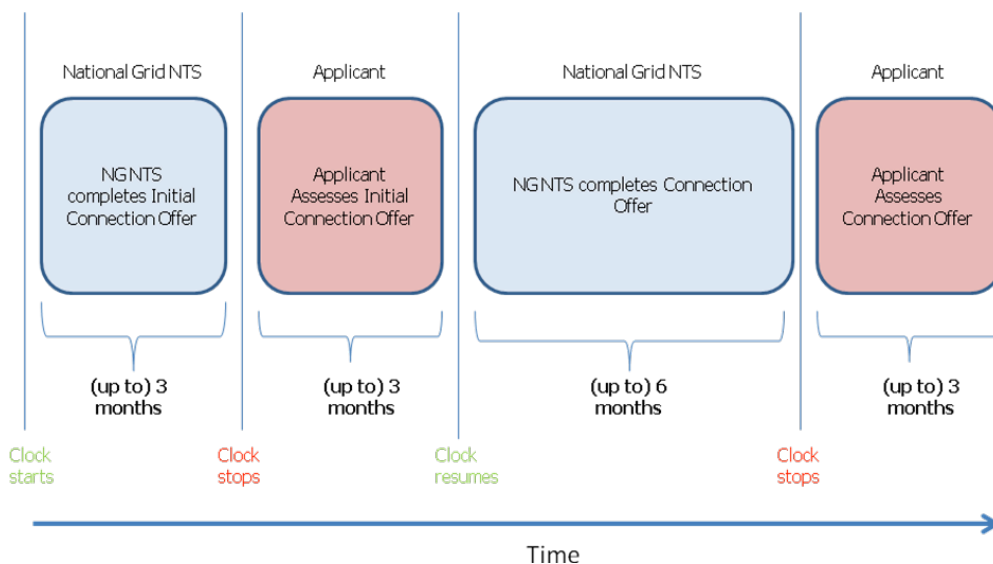 National Grid NTS
Applicant
National Grid NTS
Applicant
NG NTS
completes Initial
Connection Offer
Applicant
Assesses Initial
Connection Offer
NG NTS completes Connection
Offer
Applicant
Assesses
Connection Offer
(up to) 3
months
(up to) 3
months
(up to) 6
months
(up to) 3
months
Clock
starts
Clock
stops
Clock
resumes
Clock
stops
Time